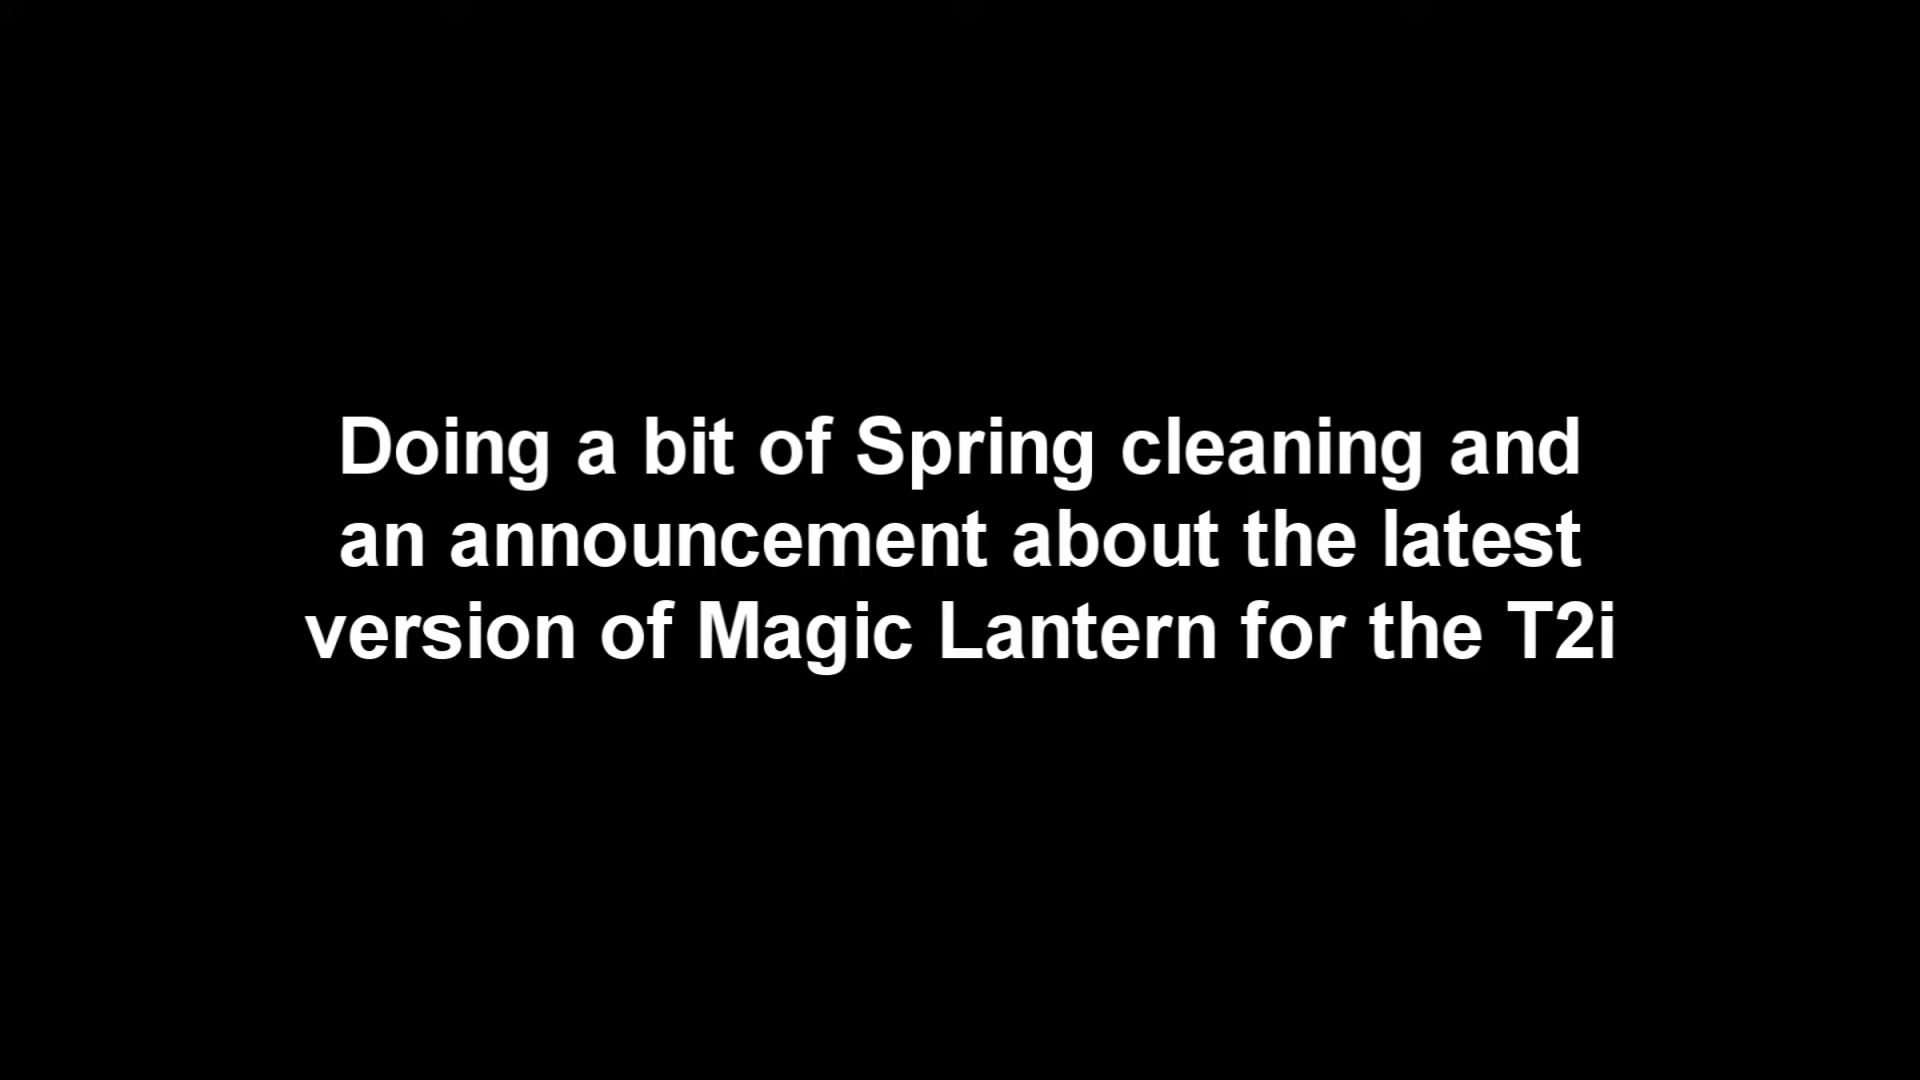 Doing a bit of Spring cleaning and
an announcement about the latest
version of Magic Lantern for the T2i